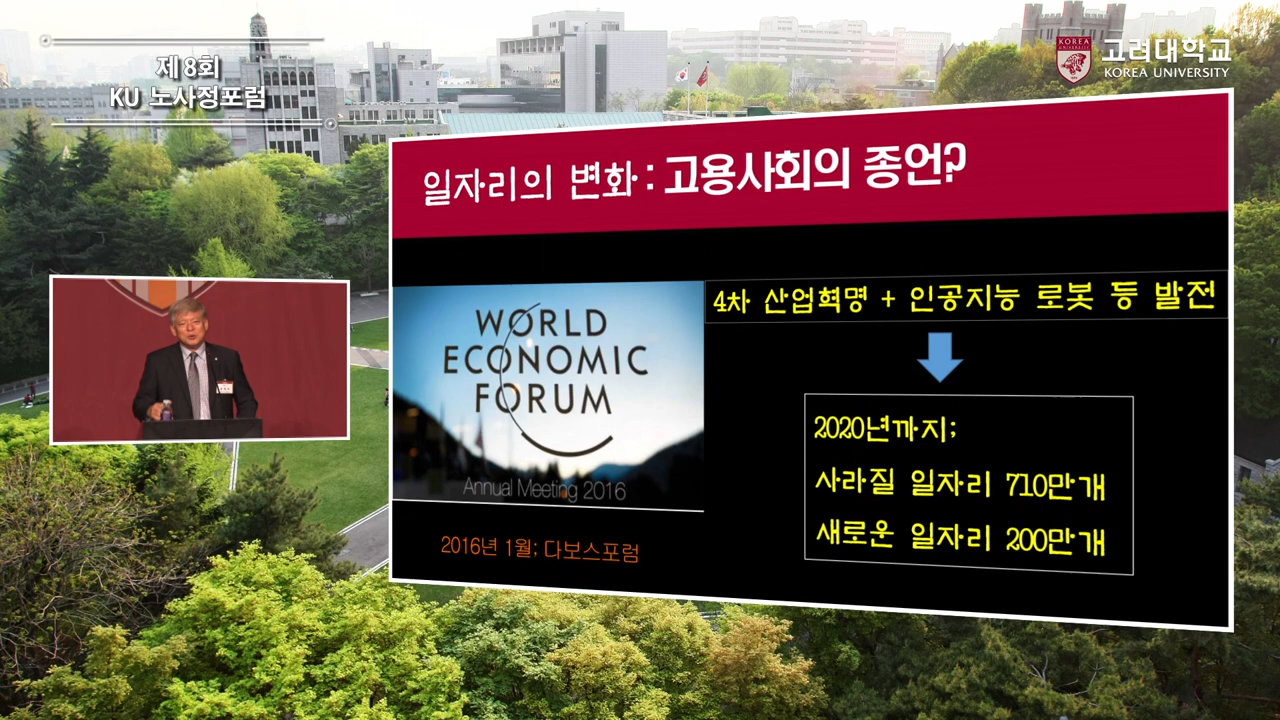 제8회
KU 노사정포럼
KOREA
UNIVERSITY
고려대학교
KOREA UNIVERSITY
일자리의 변화 : 고용사회의 종언?
WORLD
ECONOMIC
FORUM
Annual Meeting 2016
2016년 1월; 다보스포럼
4차 산업혁명 + 인공지능 로봇 등 발전
2020년까지;
사라질 일자리 710만개
새로운 일자리 200만개